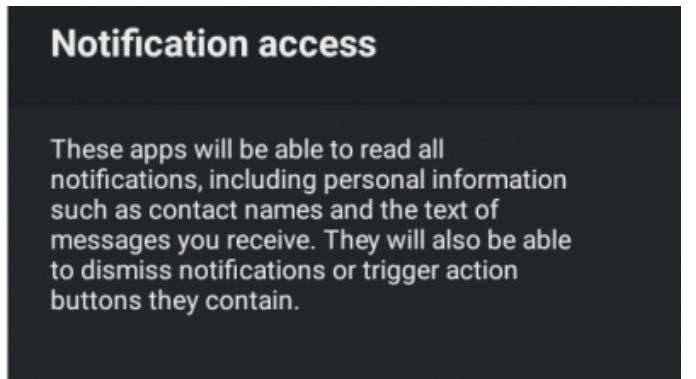 Notification access
These apps will be able to read all
notifications, including personal information
such as contact names and the text of
messages you receive. They will also be able
to dismiss notifications or trigger action
buttons they contain.